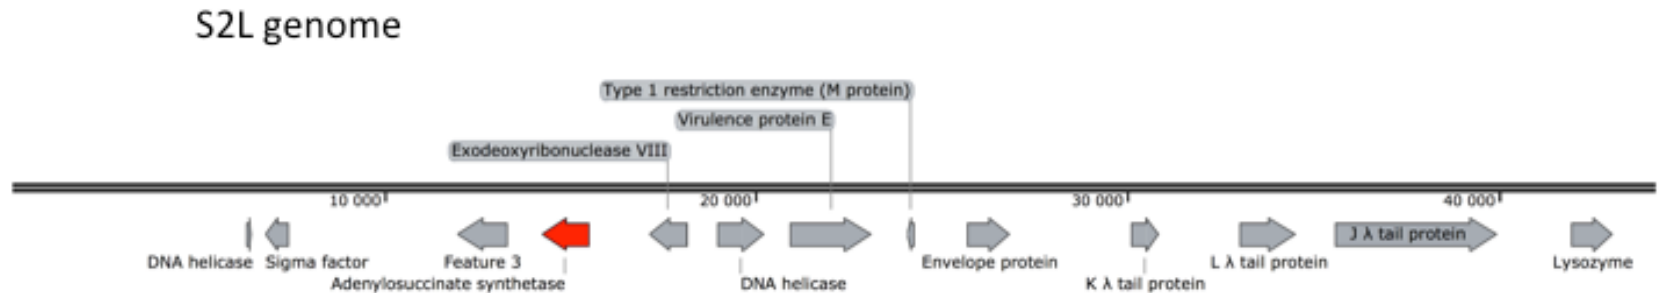 S2L genome
Type 1 restriction enzyme (M protein)
Virulence protein E
Exodeoxyribonuclease VIII
10 000 20 000 30 000 40 000
J λ tail protein
DNA helicase Sigma factor Feature 3 Envelope protein L λ tail protein Lysozyme
Adenylosuccinate synthetase DNA helicase K λ tail protein